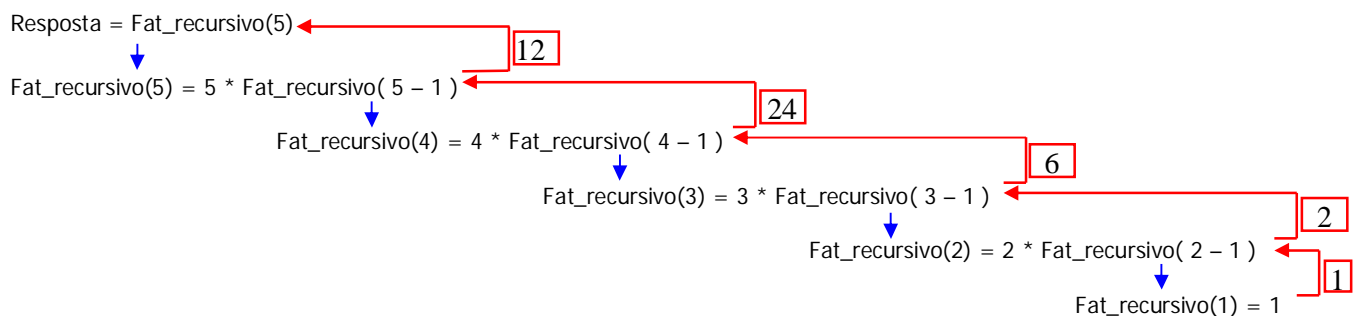 Resposta = Fat_recursivo(5)
12
Fat_recursivo(5) = 5 * Fat_recursivo( 5 – 1 )
24
Fat_recursivo(4) = 4 * Fat_recursivo( 4 – 1 )
6
Fat_recursivo(3) = 3 * Fat_recursivo( 3 – 1 )
2
Fat_recursivo(2) = 2 * Fat_recursivo( 2 – 1 )
1
Fat_recursivo(1) = 1